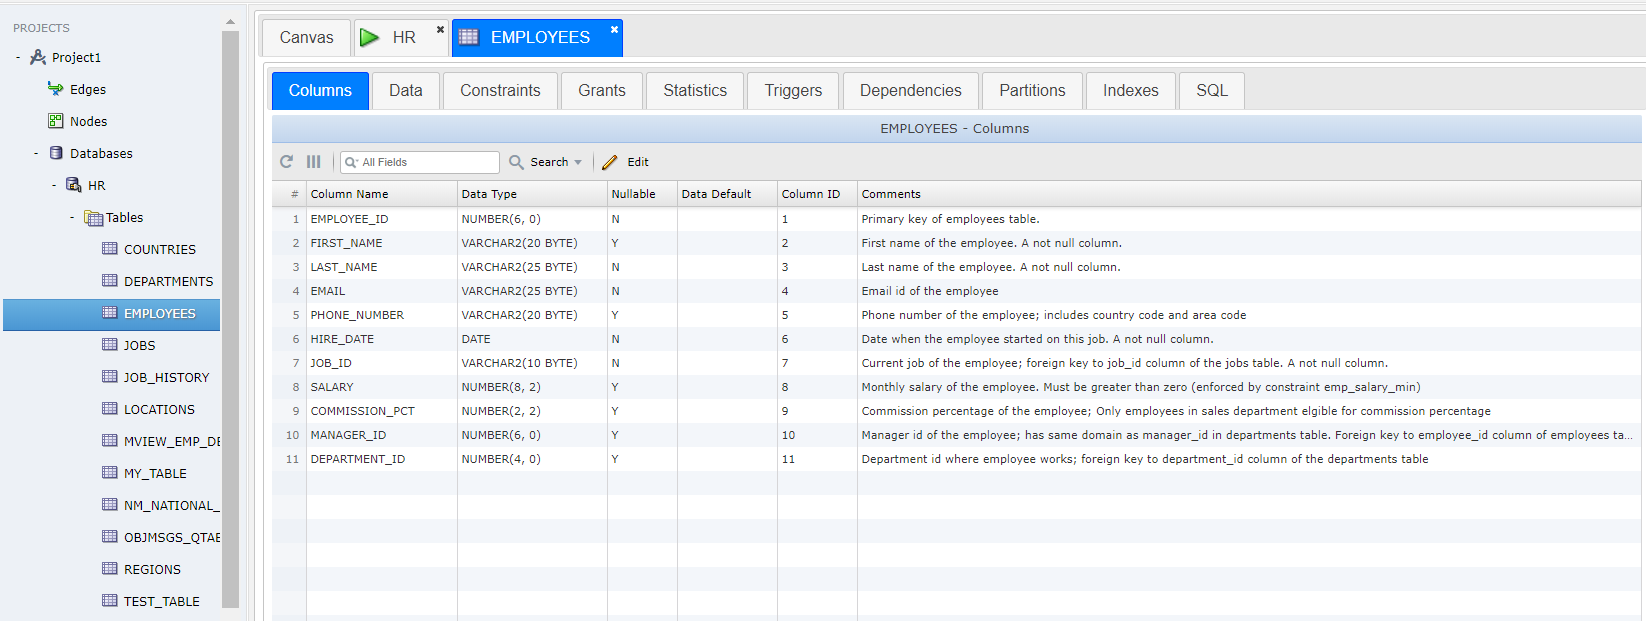 PROJECTS
- Project1
Edges
Nodes
- Databases
- HR
- Tables
COUNTRIES
DEPARTMENTS
EMPLOYEES
JOBS
JOB_HISTORY
LOCATIONS
MVIEW_EMP_DE
MY_TABLE
NM_NATIONAL_
OBJMSGS_QTAB
REGIONS
TEST_TABLE
Canvas HR EMPLOYEES
Columns Data Constraints Grants Statistics Triggers Dependencies Partitions Indexes SQL
EMPLOYEES - Columns
All Fields Search Edit
# Column Name Data Type Nullable Data Default Column ID Comments
1 EMPLOYEE_ID NUMBER(6, 0) N 1 Primary key of employees table.
2 FIRST_NAME VARCHAR2(20 BYTE) Y 2 First name of the employee. A not null column.
3 LAST_NAME VARCHAR2(25 BYTE) N 3 Last name of the employee. A not null column.
4 EMAIL VARCHAR2(25 BYTE) N 4 Email id of the employee
5 PHONE_NUMBER VARCHAR2(20 BYTE) Y 5 Phone number of the employee; includes country code and area code
6 HIRE_DATE DATE N 6 Date when the employee started on this job. A not null column.
7 JOB_ID VARCHAR2(10 BYTE) N 7 Current job of the employee; foreign key to job_id column of the jobs table. A not null column.
8 SALARY NUMBER(8, 2) Y 8 Monthly salary of the employee. Must be greater than zero (enforced by constraint emp_salary_min)
9 COMMISSION_PCT NUMBER(2, 2) Y 9 Commission percentage of the employee; Only employees in sales department elgible for commission percentage
10 MANAGER_ID NUMBER(6, 0) Y 10 Manager id of the employee; has same domain as manager_id in departments table. Foreign key to employee_id column of employees ta...
11 DEPARTMENT_ID NUMBER(4, 0) Y 11 Department id where employee works; foreign key to department_id column of the departments table